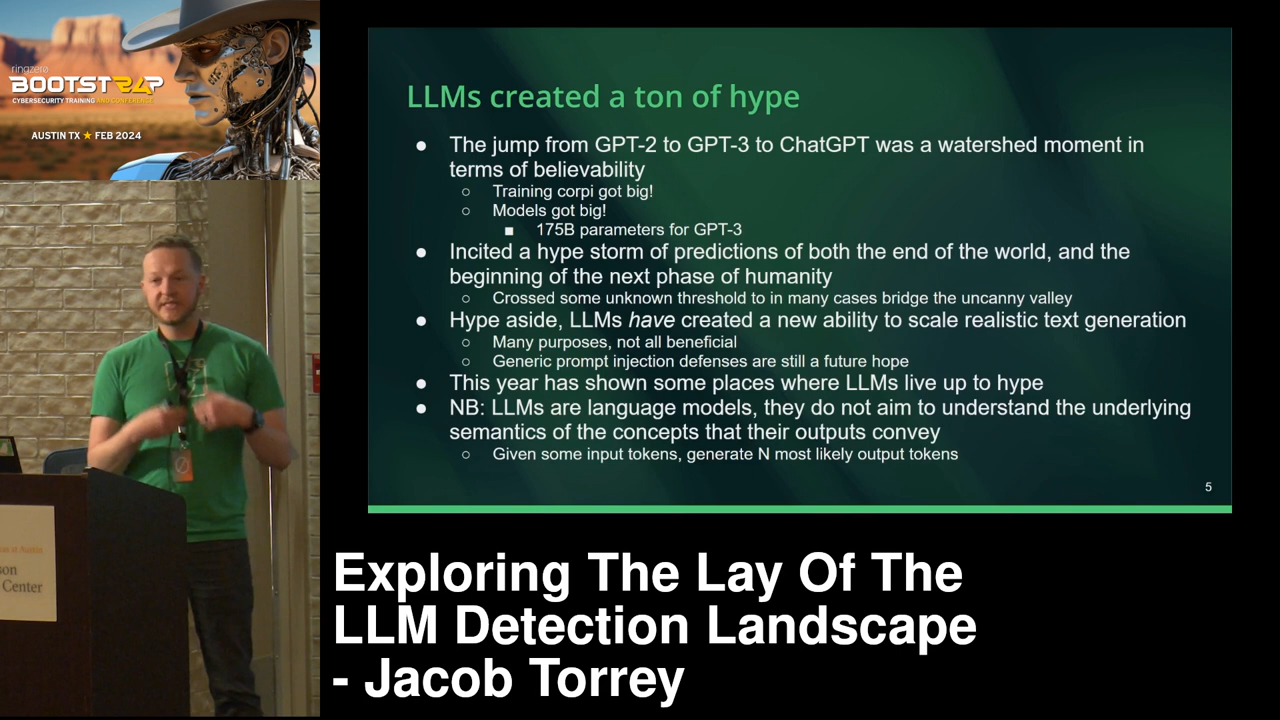 ringzerø
BOOTSTR24P
CYBERSECURITY TRAINING AND CONFERENCE
AUSTIN TX ★ FEB 2024
LLMs created a ton of hype
● The jump from GPT-2 to GPT-3 to ChatGPT was a watershed moment in
terms of believability
○ Training corpi got big!
○ Models got big!
■ 175B parameters for GPT-3
● Incited a hype storm of predictions of both the end of the world, and the
beginning of the next phase of humanity
○ Crossed some unknown threshold to in many cases bridge the uncanny valley
● Hype aside, LLMs have created a new ability to scale realistic text generation
○ Many purposes, not all beneficial
○ Generic prompt injection defenses are still a future hope
● This year has shown some places where LLMs live up to hype
● NB: LLMs are language models, they do not aim to understand the underlying
semantics of the concepts that their outputs convey
○ Given some input tokens, generate N most likely output tokens
5
at Austin
son
Center
Exploring The Lay Of The
LLM Detection Landscape
- Jacob Torrey